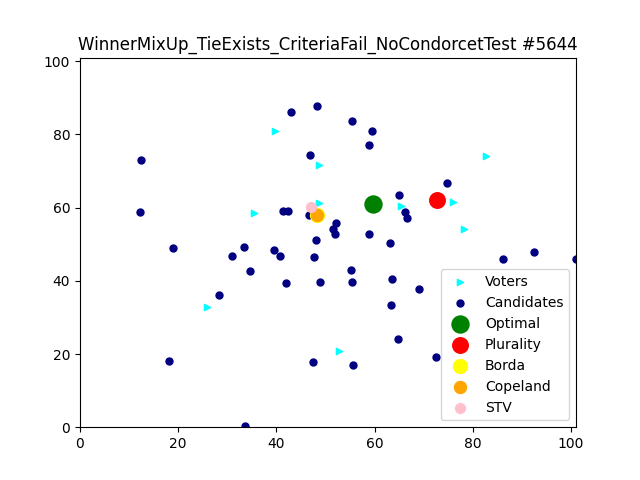 WinnerMixUp_TieExists_CriteriaFail_NoCondorcetTest #5644
100
80
60
40
20
0
0
20
40
60
80
100
Voters
Candidates
Optimal
Plurality
Borda
Copeland
STV